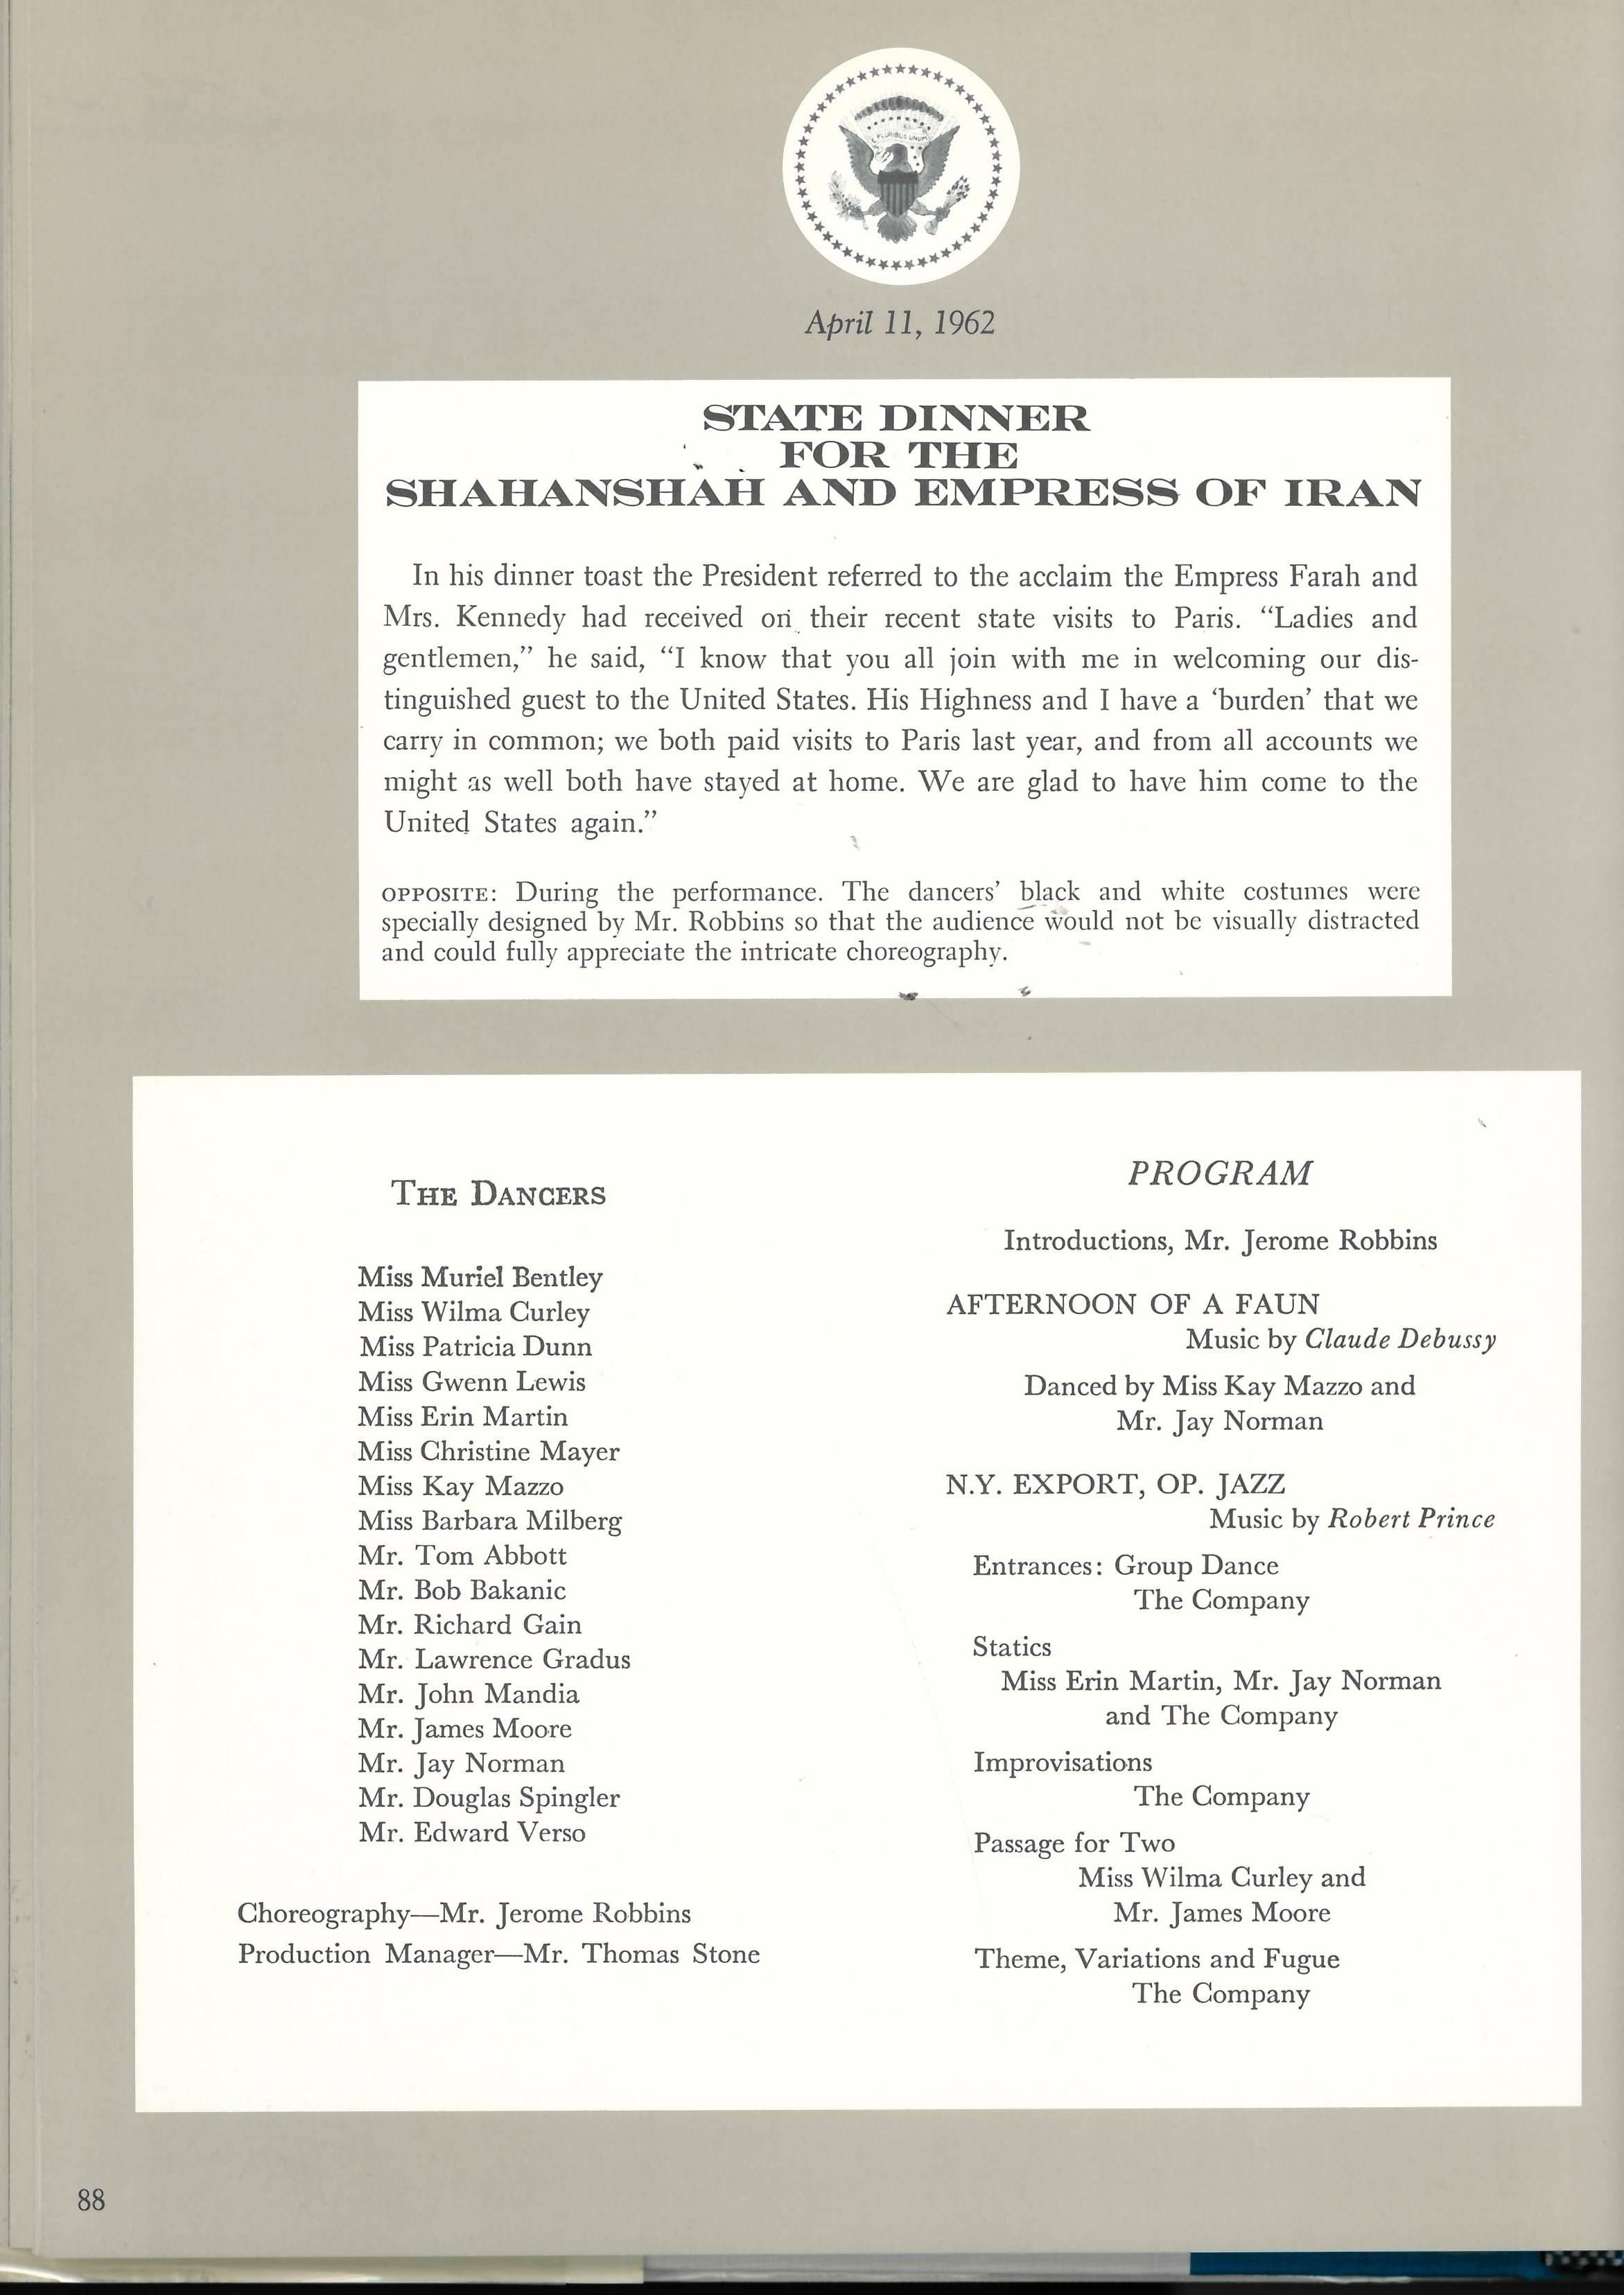 E PLURIBUS UNUM
April 11, 1962
STATE DINNER
FOR THE
SHAHANSHAH AND EMPRESS OF IRAN
In his dinner toast the President referred to the acclaim the Empress Farah and
Mrs. Kennedy had received on their recent state visits to Paris. “Ladies and
gentlemen,” he said, “I know that you all join with me in welcoming our dis-
tinguished guest to the United States. His Highness and I have a ‘burden’ that we
carry in common; we both paid visits to Paris last year, and from all accounts we
might as well both have stayed at home. We are glad to have him come to the
United States again.”
OPPOSITE: During the performance. The dancers’ black and white costumes were
specially designed by Mr. Robbins so that the audience would not be visually distracted
and could fully appreciate the intricate choreography.
THE DANCERS
Miss Muriel Bentley
Miss Wilma Curley
Miss Patricia Dunn
Miss Gwenn Lewis
Miss Erin Martin
Miss Christine Mayer
Miss Kay Mazzo
Miss Barbara Milberg
Mr. Tom Abbott
Mr. Bob Bakanic
Mr. Richard Gain
Mr. Lawrence Gradus
Mr. John Mandia
Mr. James Moore
Mr. Jay Norman
Mr. Douglas Spingler
Mr. Edward Verso
Choreography—Mr. Jerome Robbins
Production Manager—Mr. Thomas Stone
PROGRAM
Introductions, Mr. Jerome Robbins
AFTERNOON OF A FAUN
Music by Claude Debussy
Danced by Miss Kay Mazzo and
Mr. Jay Norman
N.Y. EXPORT, OP. JAZZ
Music by Robert Prince
Entrances: Group Dance
The Company
Statics
Miss Erin Martin, Mr. Jay Norman
and The Company
Improvisations
The Company
Passage for Two
Miss Wilma Curley and
Mr. James Moore
Theme, Variations and Fugue
The Company
88